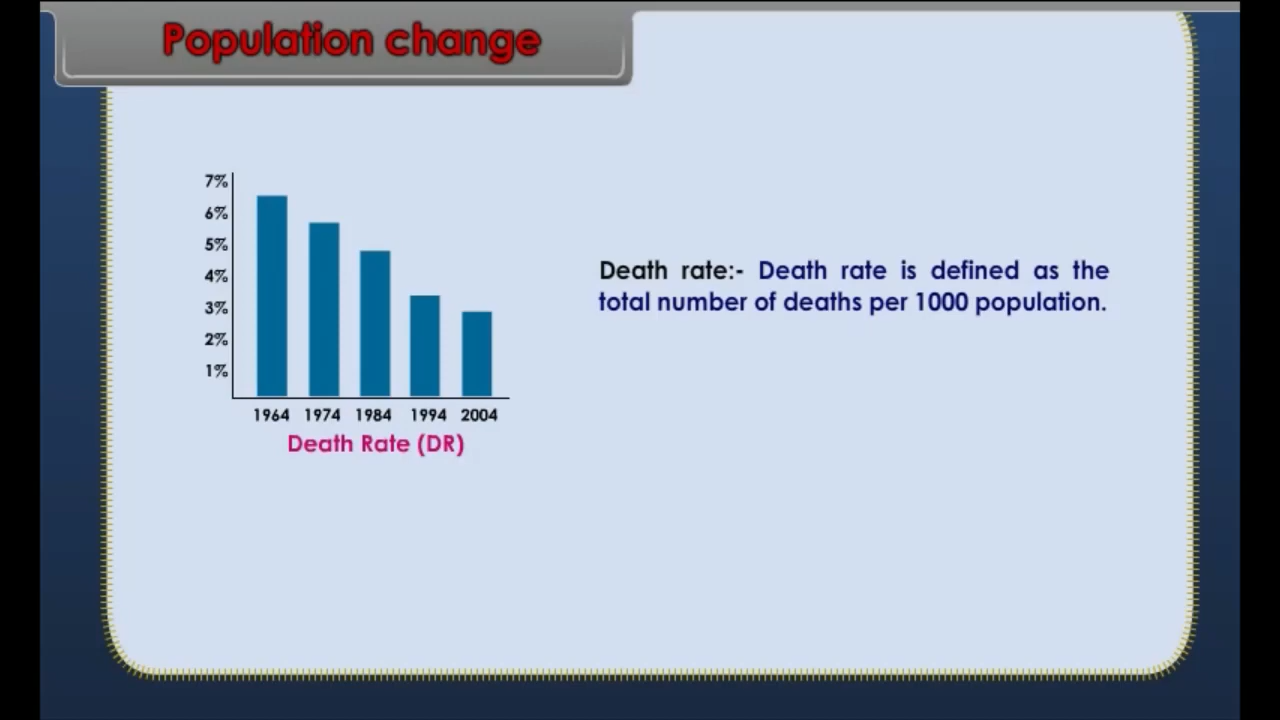 Population change
7%
6%
5%
4%
3%
2%
1%
1964 1974 1984 1994 2004
Death Rate (DR)
Death rate:- Death rate is defined as the
total number of deaths per 1000 population.